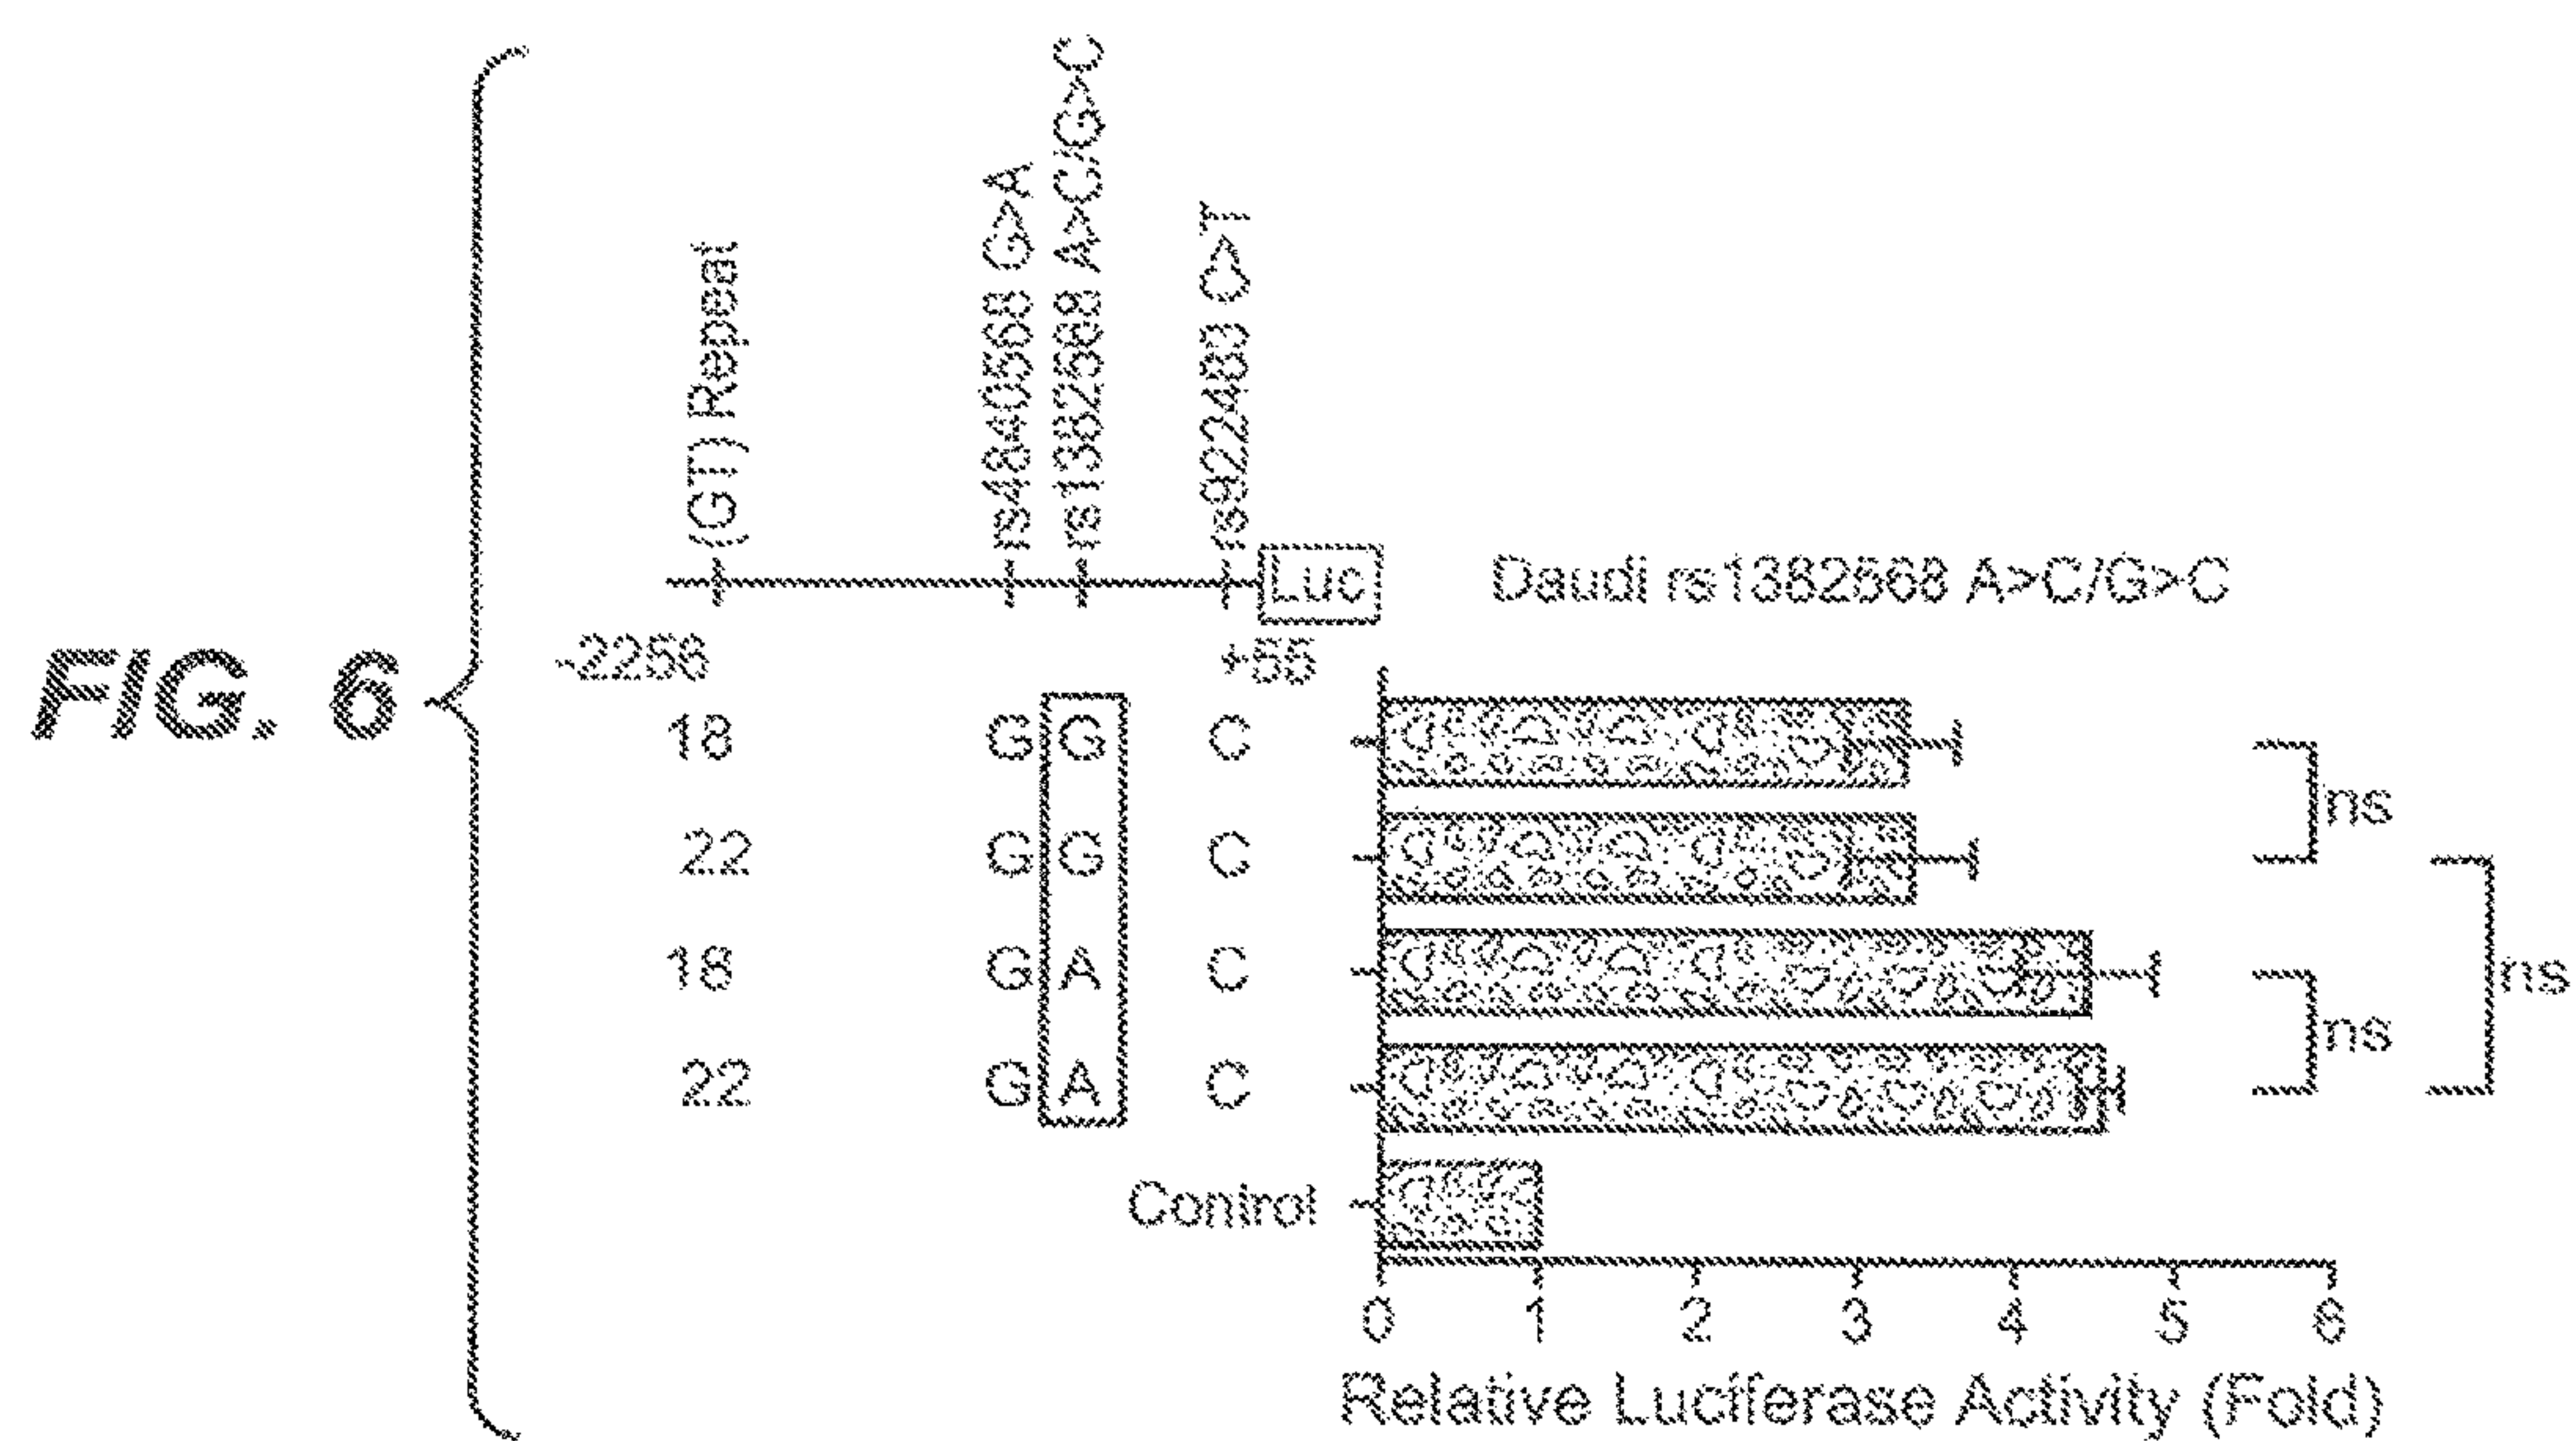 FIG. 6
(GT) Repeat
rs4840568 G>A
rs1382568 A>C/G>C
rs922483 C>T
Luc
Daudi rs1382568 A>C/G>C
-2256
+55
18 G G C
ns
22 G G C
18 G A C
ns
ns
22 G A C
Control
0 1 2 3 4 5 6
Relative Luciferase Activity (Fold)